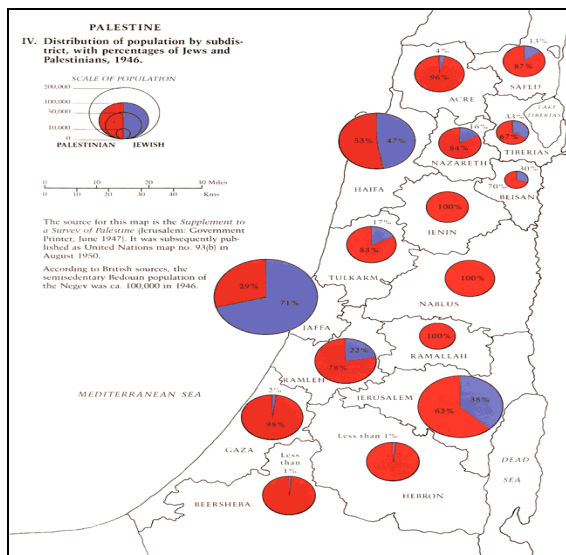 PALESTINE
IV. Distribution of population by subdis-
trict, with percentages of Jews and
Palestinians, 1946.
SCALE OF POPULATION
200,000
100,000
50,000
10,000
0
PALESTINIAN JEWISH
0 10 20 30 Miles
0 10 20 30 40 Kms
The source for this map is the Supplement to
a Survey of Palestine (Jerusalem: Government
Printer, June 1947). It was subsequently pub-
lished as United Nations map no. 93(b) in
August 1950.
According to British sources, the
semisedentary Bedouin population of
the Negev was ca. 100,000 in 1946.
4%
96%
ACRE
13%
87%
SAFED
LAKE
TIBERIAS
33%
67%
TIBERIAS
16%
84%
NAZARETH
53% 47%
HAIFA
30%
70%
BEISAN
100%
JENIN
17%
83%
TULKARM
100%
NABLUS
29%
71%
JAFFA
100%
RAMALLAH
22%
78%
RAMLEH
MEDITERRANEAN SEA
JERUSALEM
38%
62%
2%
98%
GAZA
Less than 1%
HEBRON
Less
than
1%
BEERSHEBA
DEAD
SEA